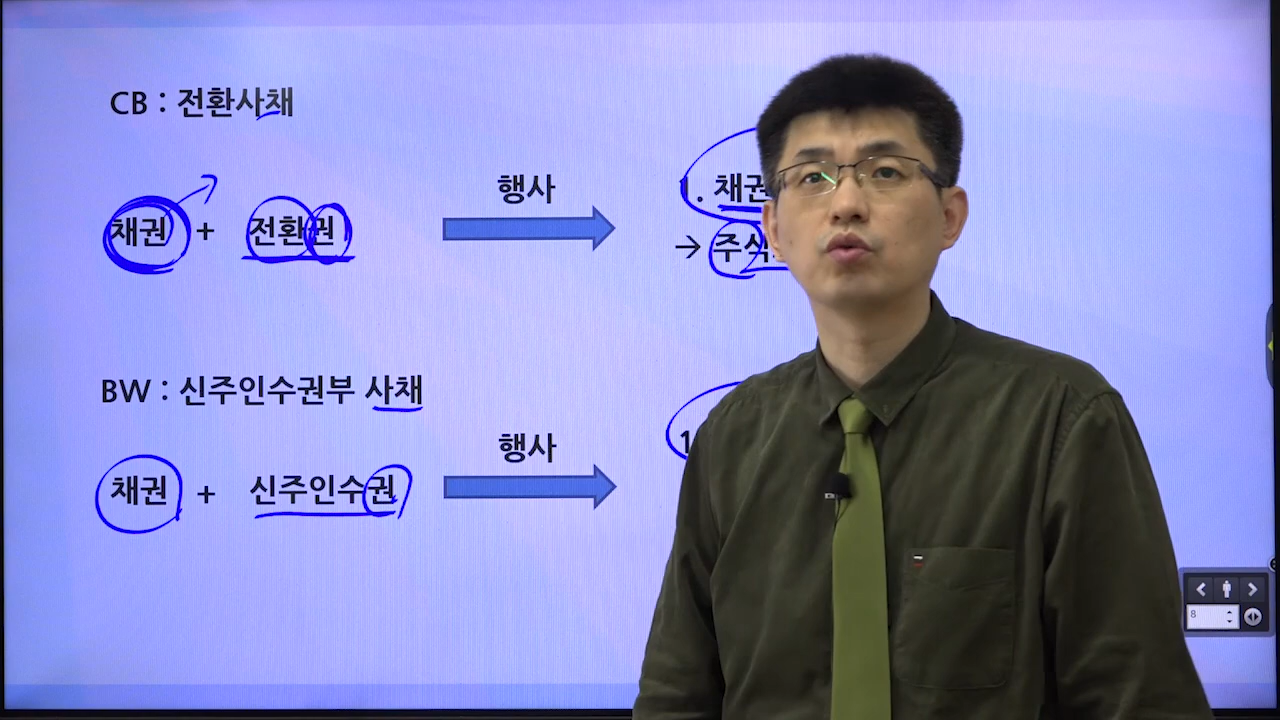 CB : 전환사채
행사
채권 + 전환권
1. 채권
→ 주식
BW : 신주인수권부 사채
행사
1
채권 + 신주인수권
8